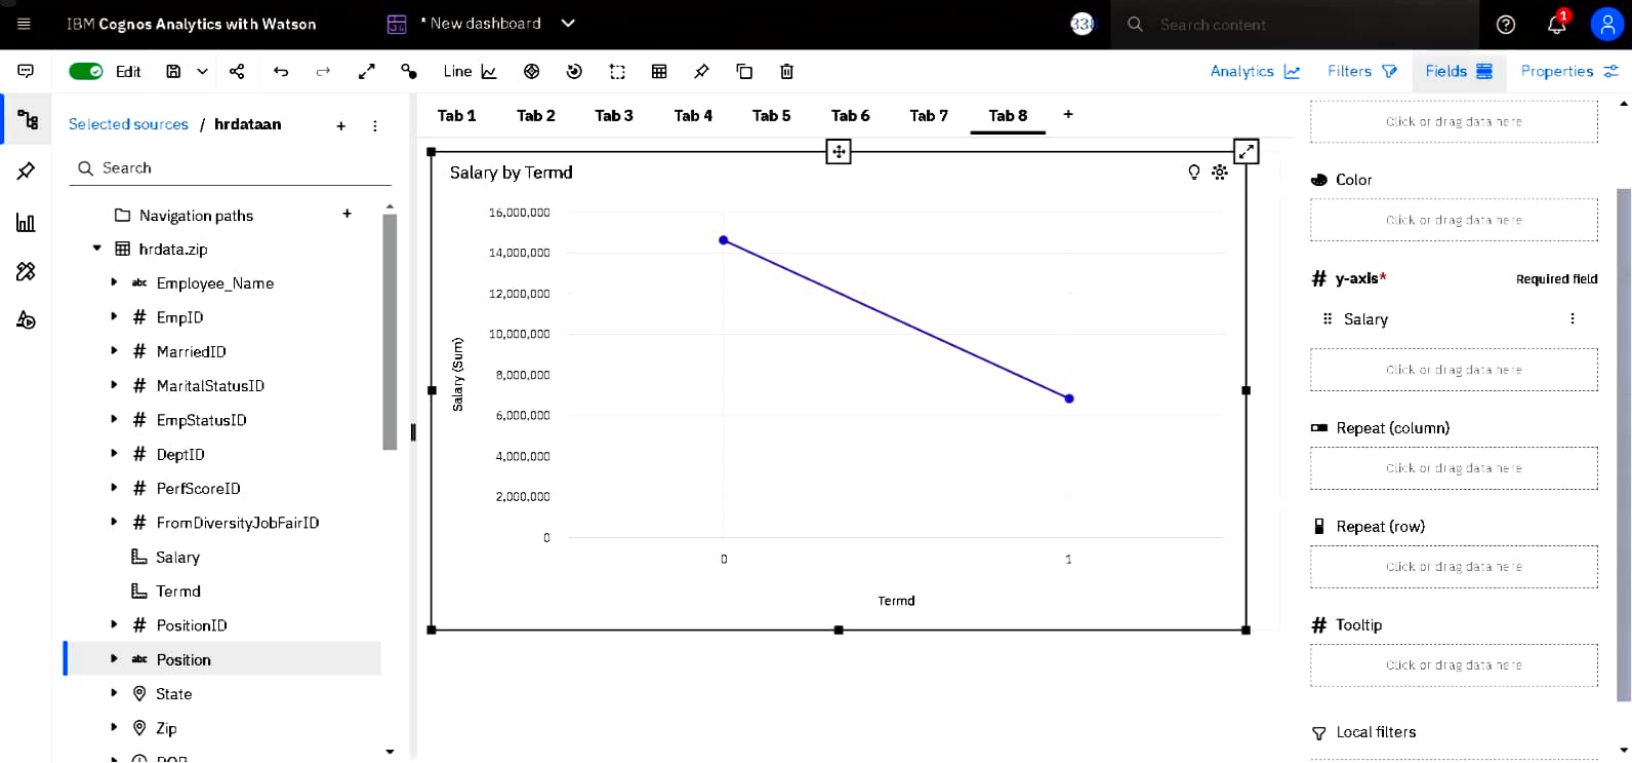 IBM Cognos Analytics with Watson
* New dashboard
Search content
1
Edit
Line
Analytics
Filters
Fields
Properties
Selected sources / hrdataan
Search
Navigation paths
hrdata.zip
abc Employee_Name
# EmpID
# MarriedID
# MaritalStatusID
# EmpStatusID
# DeptID
# PerfScoreID
# FromDiversityJobFairID
Salary
Termd
# PositionID
abc Position
State
Zip
Tab 1
Tab 2
Tab 3
Tab 4
Tab 5
Tab 6
Tab 7
Tab 8
+
Salary by Termd
16,000,000
14,000,000
12,000,000
10,000,000
8,000,000
6,000,000
4,000,000
2,000,000
0
Salary (Sum)
0
1
Termd
Click or drag data here
Color
Click or drag data here
# y-axis*
Required field
Salary
Click or drag data here
Repeat (column)
Click or drag data here
Repeat (row)
Click or drag data here
# Tooltip
Click or drag data here
Local filters